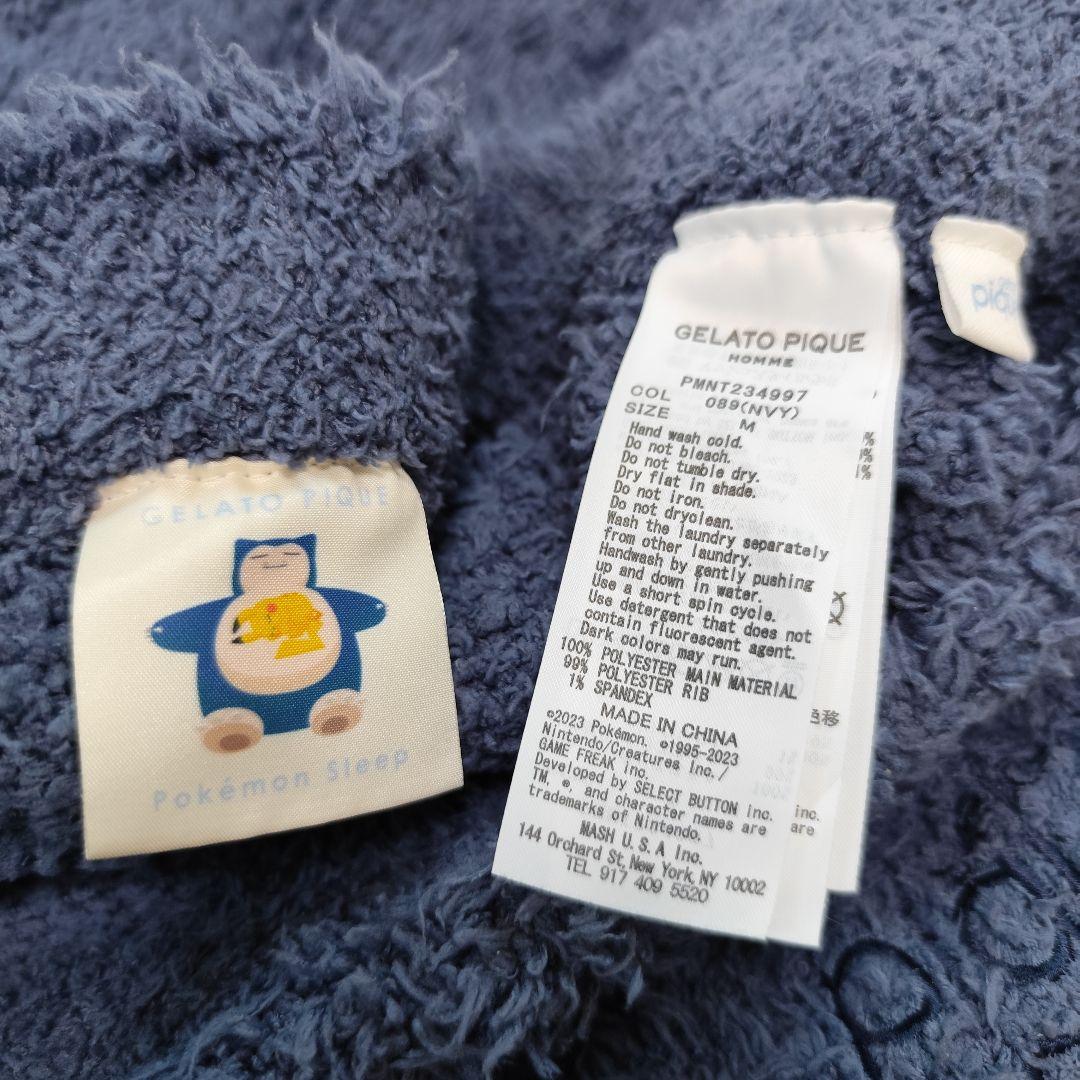 GELATO PIQUE
Pokémon Sleep
GELATO PIQUE
HOMME
PMNT234997
COL 089(NVY)
SIZE M
Hand wash cold.
Do not bleach.
Do not tumble dry.
Dry flat in shade.
Do not iron.
Do not dryclean.
Wash the laundry separately
from other laundry.
Handwash by gently pushing
up and down in water.
Use a short spin cycle.
Use detergent that does not
contain fluorescent agent.
Dark colors may run.
100% POLYESTER MAIN MATERIAL
99% POLYESTER RIB
1% SPANDEX
MADE IN CHINA
©2023 Pokémon. ©1995-2023
Nintendo/Creatures Inc./
GAME FREAK inc.
Developed by SELECT BUTTON inc.
TM, ®, and character names are
trademarks of Nintendo.
MASH U.S.A Inc.
144 Orchard St, New York, NY 10002
TEL 917 409 5520
%
%
%
色移
inc.
are